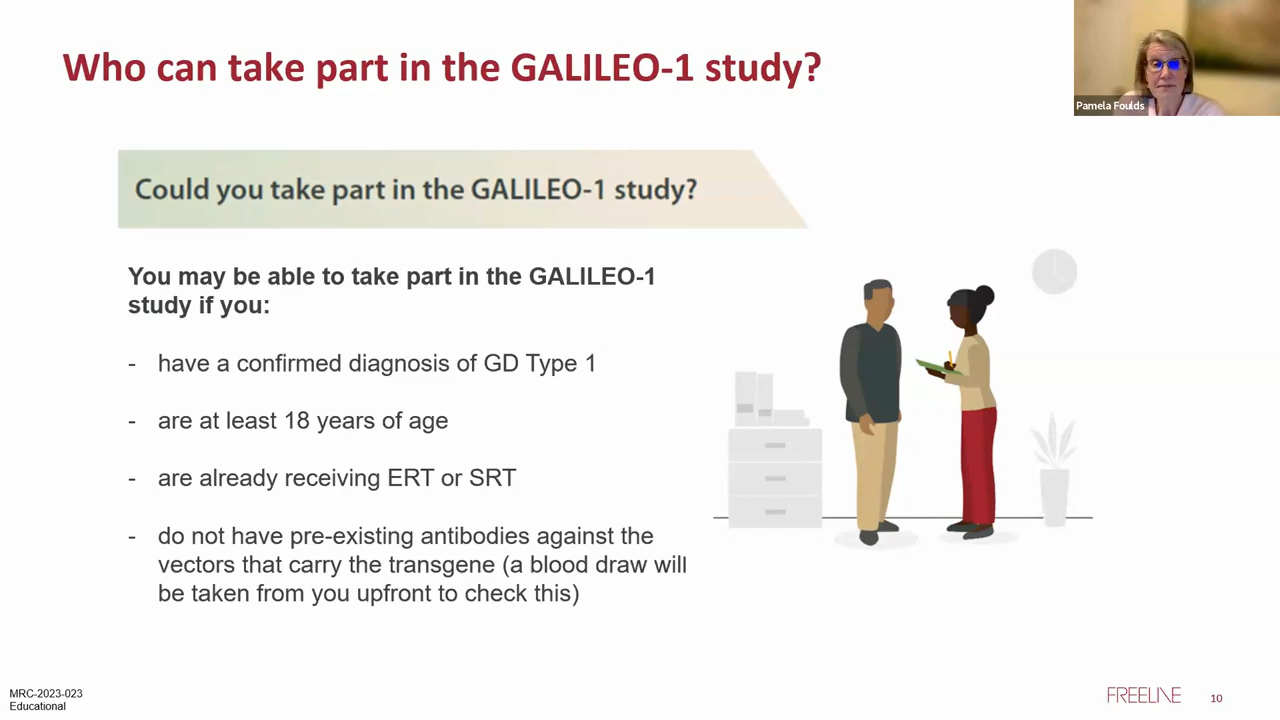 Who can take part in the GALILEO-1 study?
Pamela Foulds
Could you take part in the GALILEO-1 study?
You may be able to take part in the GALILEO-1
study if you:
- have a confirmed diagnosis of GD Type 1
- are at least 18 years of age
- are already receiving ERT or SRT
- do not have pre-existing antibodies against the
vectors that carry the transgene (a blood draw will
be taken from you upfront to check this)
MRC-2023-023
Educational
FREELINE
10